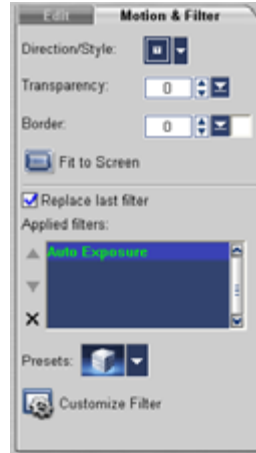 Edit Motion & Filter
Direction/Style:
Transparency: 0
Border: 0
Fit to Screen
Replace last filter
Applied filters:
Auto Exposure
Presets:
Customize Filter